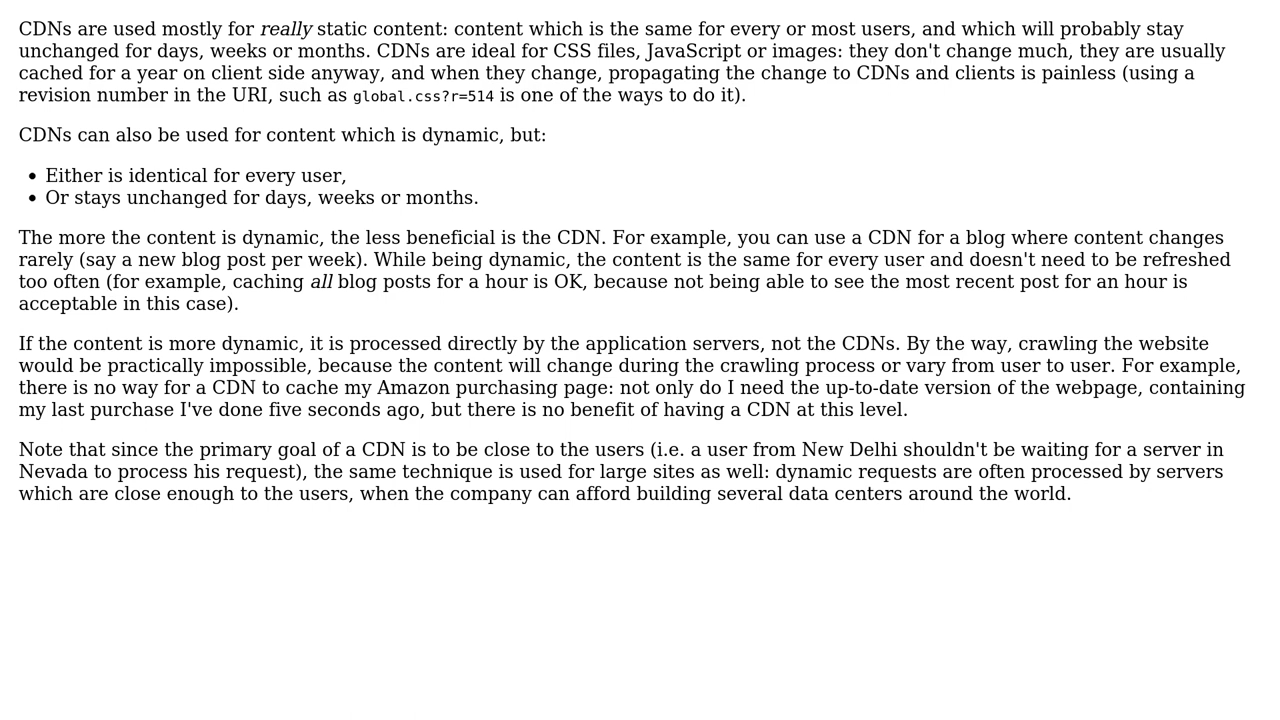 CDNs are used mostly for really static content: content which is the same for every or most users, and which will probably stay
unchanged for days, weeks or months. CDNs are ideal for CSS files, JavaScript or images: they don't change much, they are usually
cached for a year on client side anyway, and when they change, propagating the change to CDNs and clients is painless (using a
revision number in the URI, such as global.css?r=514 is one of the ways to do it).
CDNs can also be used for content which is dynamic, but:
• Either is identical for every user,
• Or stays unchanged for days, weeks or months.
The more the content is dynamic, the less beneficial is the CDN. For example, you can use a CDN for a blog where content changes
rarely (say a new blog post per week). While being dynamic, the content is the same for every user and doesn't need to be refreshed
too often (for example, caching all blog posts for a hour is OK, because not being able to see the most recent post for an hour is
acceptable in this case).
If the content is more dynamic, it is processed directly by the application servers, not the CDNs. By the way, crawling the website
would be practically impossible, because the content will change during the crawling process or vary from user to user. For example,
there is no way for a CDN to cache my Amazon purchasing page: not only do I need the up-to-date version of the webpage, containing
my last purchase I've done five seconds ago, but there is no benefit of having a CDN at this level.
Note that since the primary goal of a CDN is to be close to the users (i.e. a user from New Delhi shouldn't be waiting for a server in
Nevada to process his request), the same technique is used for large sites as well: dynamic requests are often processed by servers
which are close enough to the users, when the company can afford building several data centers around the world.